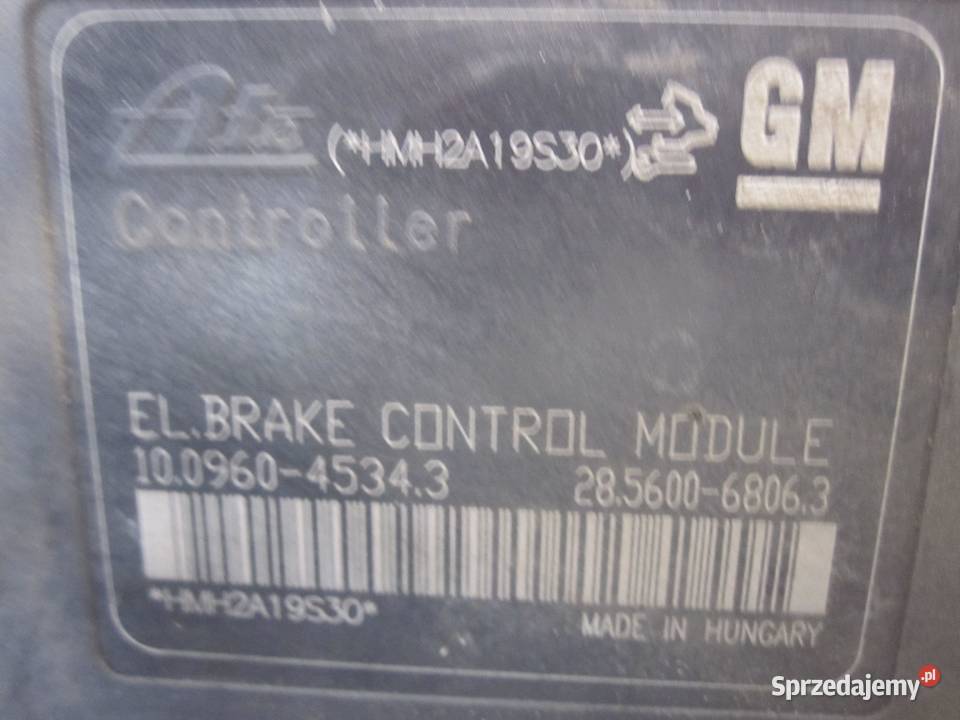 Ate (*HMH2A19S30*) GM
Controller
EL.BRAKE CONTROL MODULE
10.0960-4534.3 28.5600-6806.3
*HMH2A19S30*
MADE IN HUNGARY
Sprzedajemy.pl